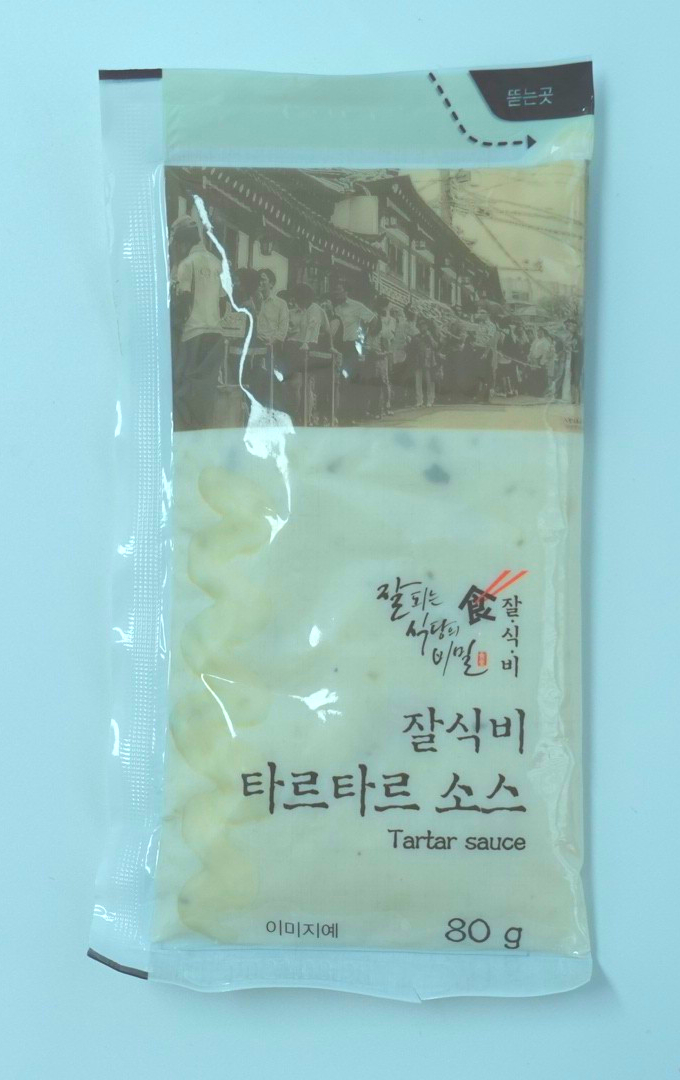 뜯는곳
잘되는
식당의
비밀
食
잘·식·비
잘식비
타르타르 소스
Tartar sauce
이미지예
80 g